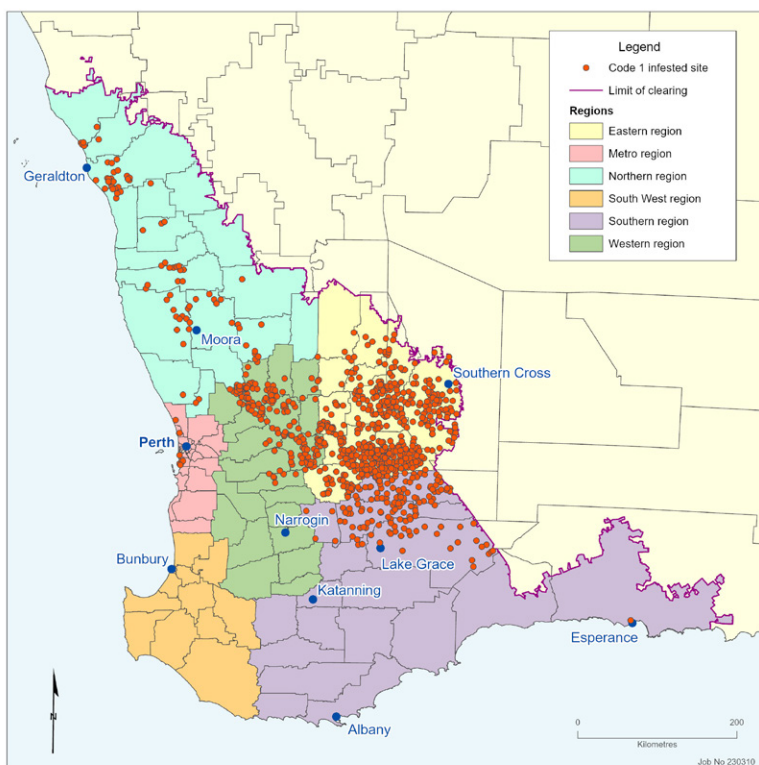 Legend
Code 1 infested site
Limit of clearing
Regions
Eastern region
Metro region
Northern region
South West region
Southern region
Western region
Geraldton
Moora
Southern Cross
Perth
Narrogin
Bunbury
Lake Grace
Katanning
Esperance
Albany
N
0 200
Kilometres
Job No 230310